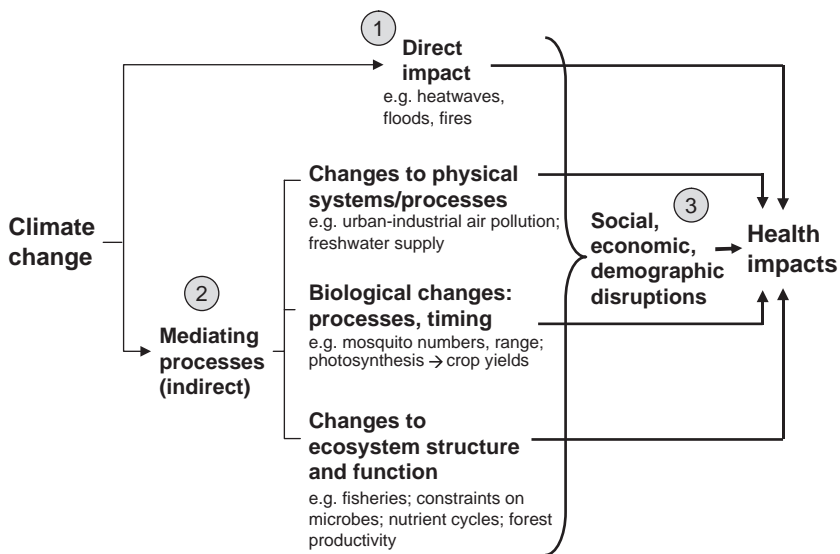 1
Direct
impact
e.g. heatwaves,
floods, fires
Climate
change
2
Mediating
processes
(indirect)
Changes to physical
systems/processes
e.g. urban-industrial air pollution;
freshwater supply
Biological changes:
processes, timing
e.g. mosquito numbers, range;
photosynthesis → crop yields
Changes to
ecosystem structure
and function
e.g. fisheries; constraints on
microbes; nutrient cycles; forest
productivity
3
Social,
economic,
demographic
disruptions
Health
impacts